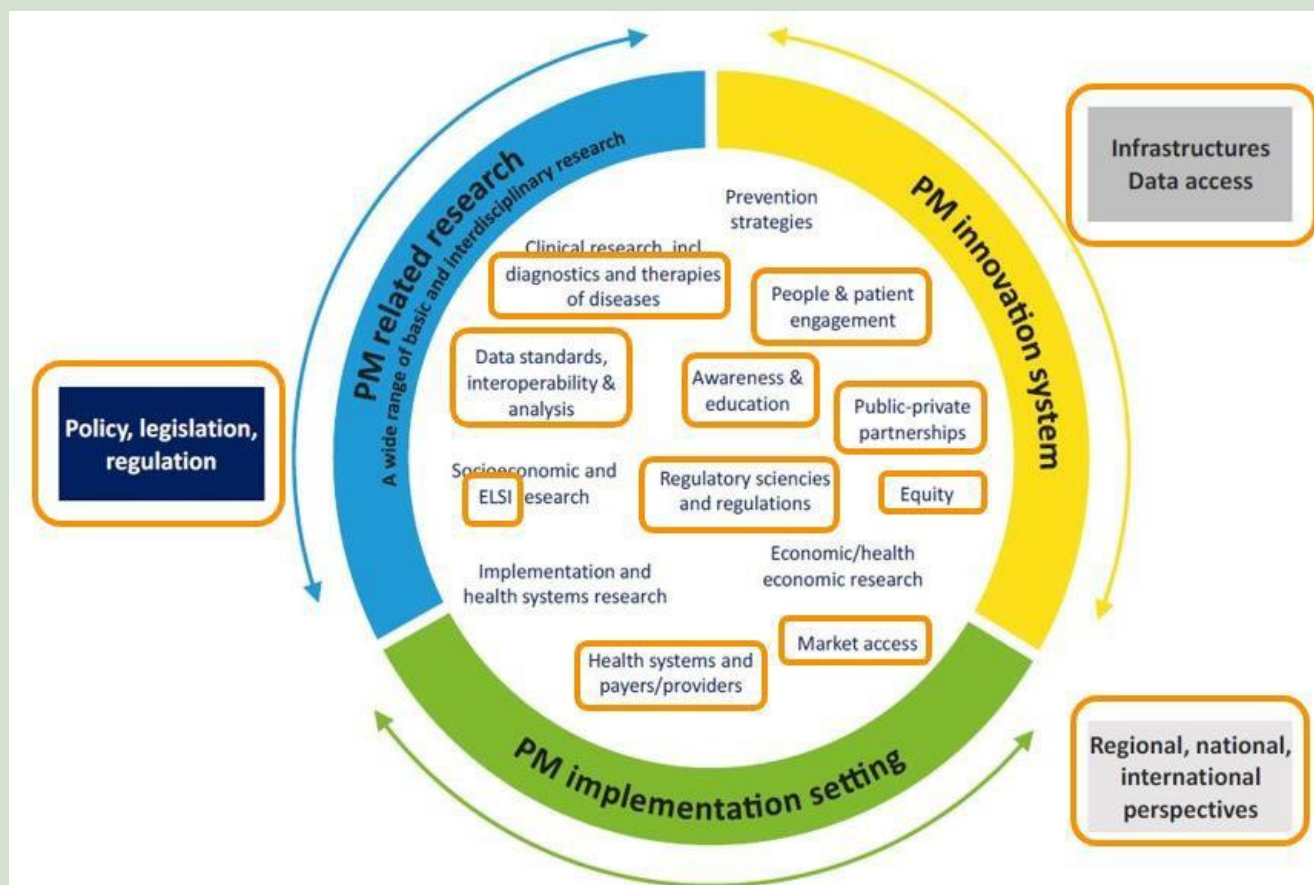 PM related research
A wide range of basic and interdisciplinary research
PM innovation system
Infrastructures
Data access
Prevention
strategies
Clinical research, incl
diagnostics and therapies
of diseases
People & patient
engagement
Data standards,
interoperability &
analysis
Awareness &
education
Public-private
partnerships
Policy, legislation,
regulation
Socioeconomic and
ELSI research
Regulatory sciencies
and regulations
Equity
Implementation and
health systems research
Economic/health
economic research
Market access
Health systems and
payers/providers
PM implementation setting
Regional, national,
international
perspectives